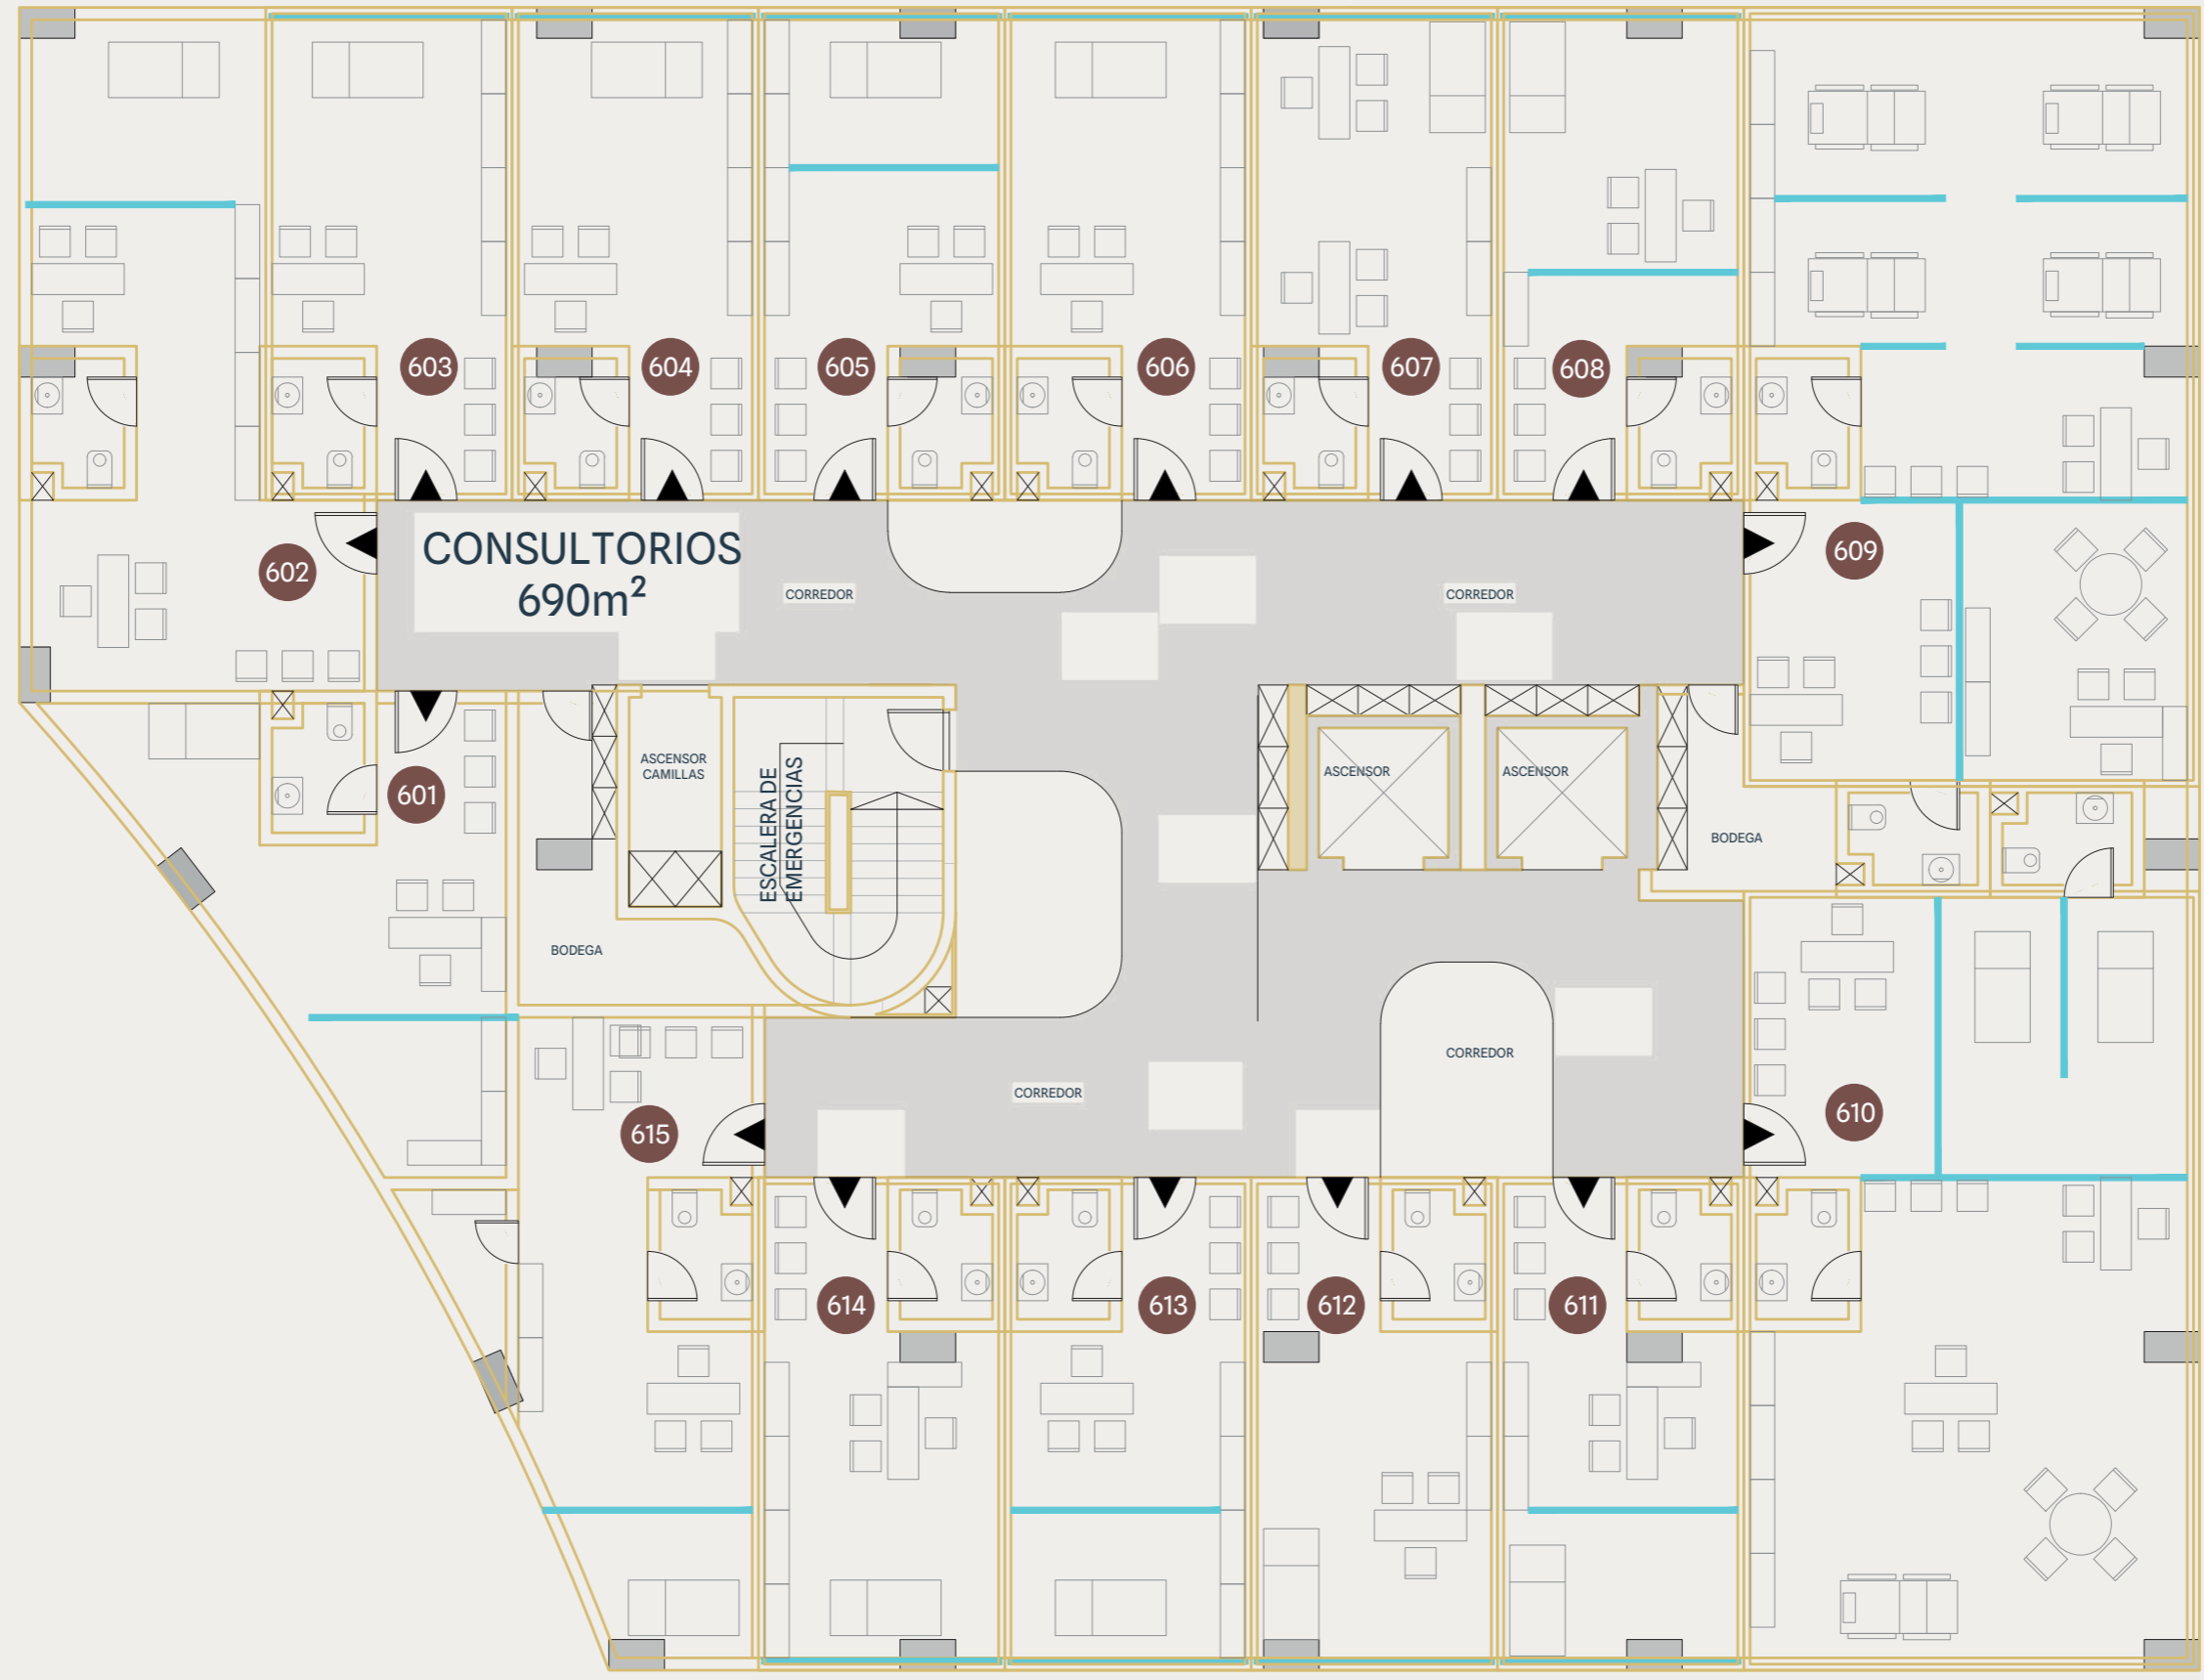 603
604
605
606
607
608
CONSULTORIOS
690m²
602
CORREDOR
CORREDOR
609
601
ASCENSOR
CAMILLAS
ESCALERA DE
EMERGENCIAS
ASCENSOR
ASCENSOR
BODEGA
BODEGA
CORREDOR
CORREDOR
610
615
614
613
612
611